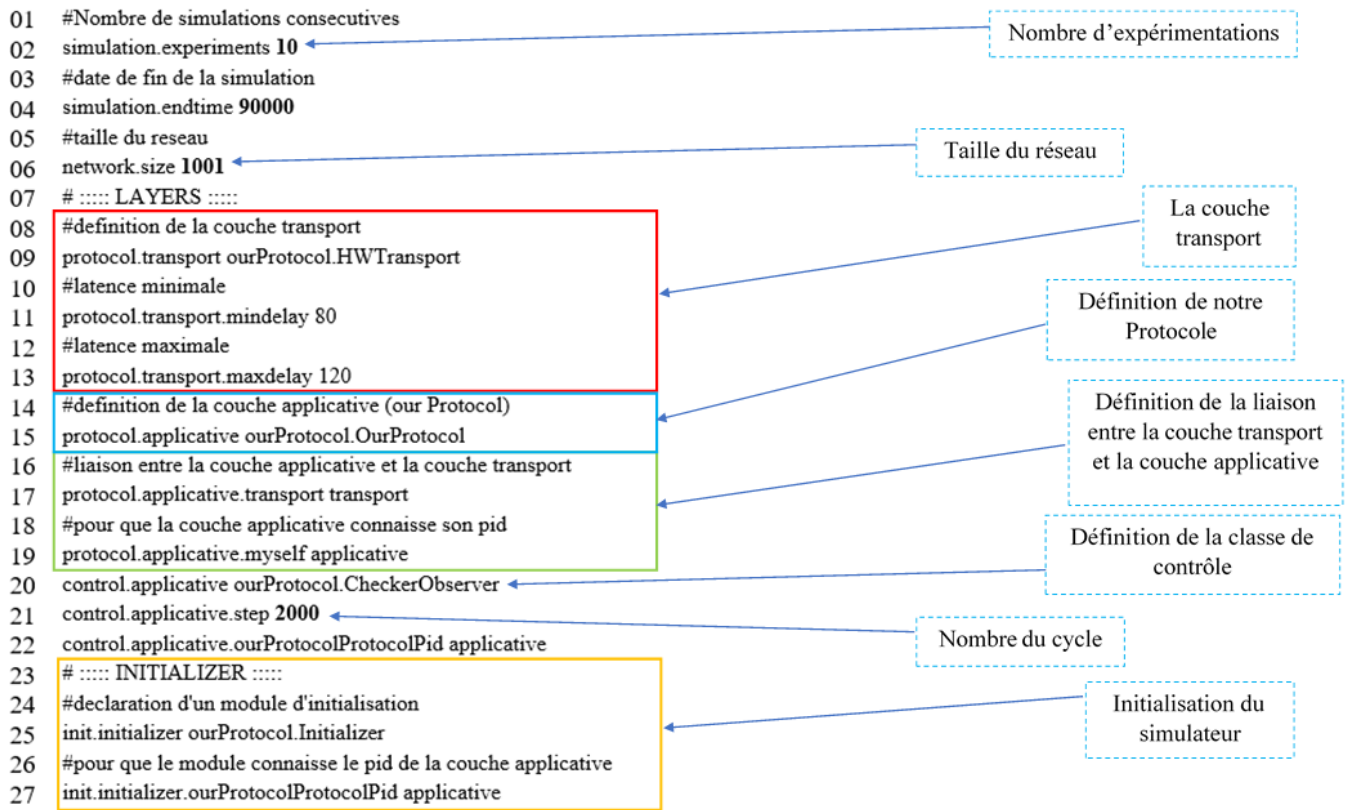 01 #Nombre de simulations consecutives
02 simulation.experiments 10
Nombre d’expérimentations
03 #date de fin de la simulation
04 simulation.endtime 90000
05 #taille du reseau
06 network.size 1001
Taille du réseau
07 # ::::: LAYERS :::::
08 #definition de la couche transport
09 protocol.transport ourProtocol.HWTransport
10 #latence minimale
11 protocol.transport.mindelay 80
12 #latence maximale
13 protocol.transport.maxdelay 120
La couche
transport
14 #definition de la couche applicative (our Protocol)
15 protocol.applicative ourProtocol.OurProtocol
Définition de notre
Protocole
16 #liaison entre la couche applicative et la couche transport
17 protocol.applicative.transport transport
18 #pour que la couche applicative connaisse son pid
19 protocol.applicative.myself applicative
Définition de la liaison
entre la couche transport
et la couche applicative
20 control.applicative ourProtocol.CheckerObserver
Définition de la classe de
contrôle
21 control.applicative.step 2000
Nombre du cycle
22 control.applicative.ourProtocolProtocolPid applicative
23 # ::::: INITIALIZER :::::
24 #declaration d'un module d'initialisation
25 init.initializer ourProtocol.Initializer
26 #pour que le module connaisse le pid de la couche applicative
27 init.initializer.ourProtocolProtocolPid applicative
Initialisation du
simulateur